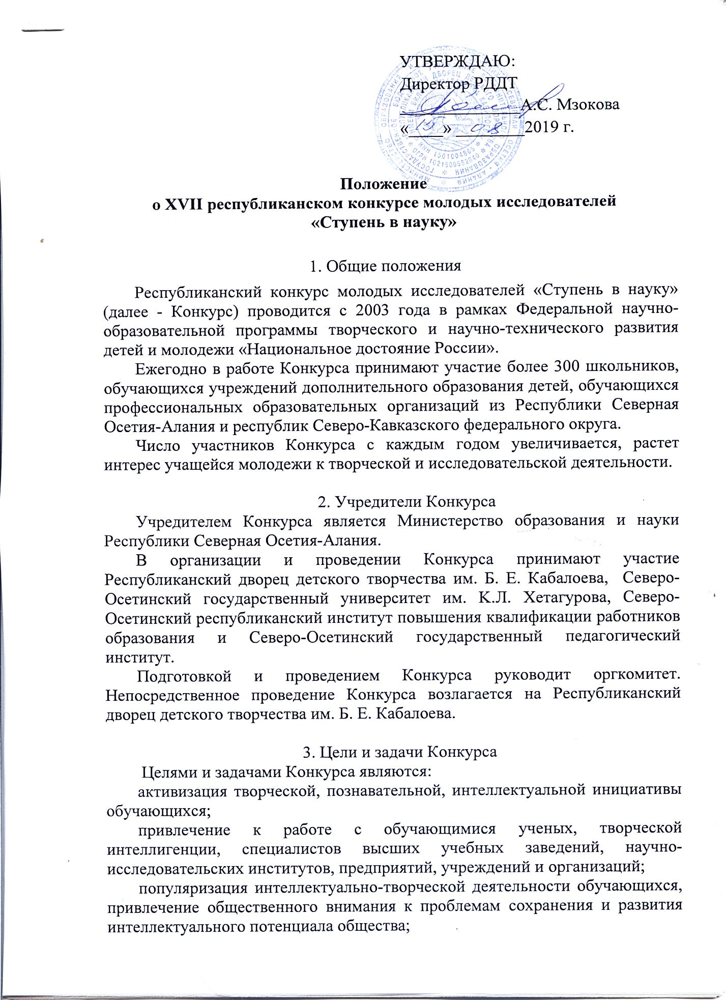 УТВЕРЖДАЮ:
Директор РДДТ
А.С. Мзокова
«15» 08 2019 г.
ИНН 1501004865
ОГРН 1021500582840
Положение
о XVII республиканском конкурсе молодых исследователей
«Ступень в науку»
1. Общие положения
Республиканский конкурс молодых исследователей «Ступень в науку»
(далее - Конкурс) проводится с 2003 года в рамках Федеральной научно-
образовательной программы творческого и научно-технического развития
детей и молодежи «Национальное достояние России».
Ежегодно в работе Конкурса принимают участие более 300 школьников,
обучающихся учреждений дополнительного образования детей, обучающихся
профессиональных образовательных организаций из Республики Северная
Осетия-Алания и республик Северо-Кавказского федерального округа.
Число участников Конкурса с каждым годом увеличивается, растет
интерес учащейся молодежи к творческой и исследовательской деятельности.
2. Учредители Конкурса
Учредителем Конкурса является Министерство образования и науки
Республики Северная Осетия-Алания.
В организации и проведении Конкурса принимают участие
Республиканский дворец детского творчества им. Б. Е. Кабалоева, Северо-
Осетинский государственный университет им. К.Л. Хетагурова, Северо-
Осетинский республиканский институт повышения квалификации работников
образования и Северо-Осетинский государственный педагогический
институт.
Подготовкой и проведением Конкурса руководит оргкомитет.
Непосредственное проведение Конкурса возлагается на Республиканский
дворец детского творчества им. Б. Е. Кабалоева.
3. Цели и задачи Конкурса
Целями и задачами Конкурса являются:
активизация творческой, познавательной, интеллектуальной инициативы
обучающихся;
привлечение к работе с обучающимися ученых, творческой
интеллигенции, специалистов высших учебных заведений, научно-
исследовательских институтов, предприятий, учреждений и организаций;
популяризация интеллектуально-творческой деятельности обучающихся,
привлечение общественного внимания к проблемам сохранения и развития
интеллектуального потенциала общества;